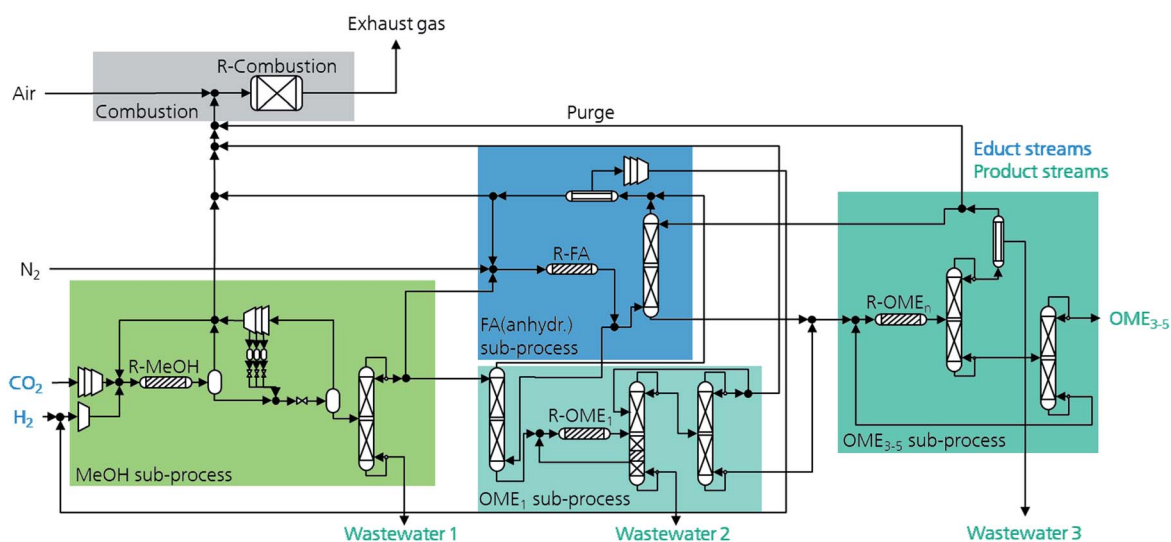 Exhaust gas
R-Combustion
Air
Combustion
Purge
Educt streams
Product streams
N₂
R-FA
R-OMEₙ
FA(anhydr.)
sub-process
OME₃₋₅
R-MeOH
CO₂
H₂
R-OME₁
OME₃₋₅ sub-process
MeOH sub-process
OME₁ sub-process
Wastewater 1
Wastewater 2
Wastewater 3